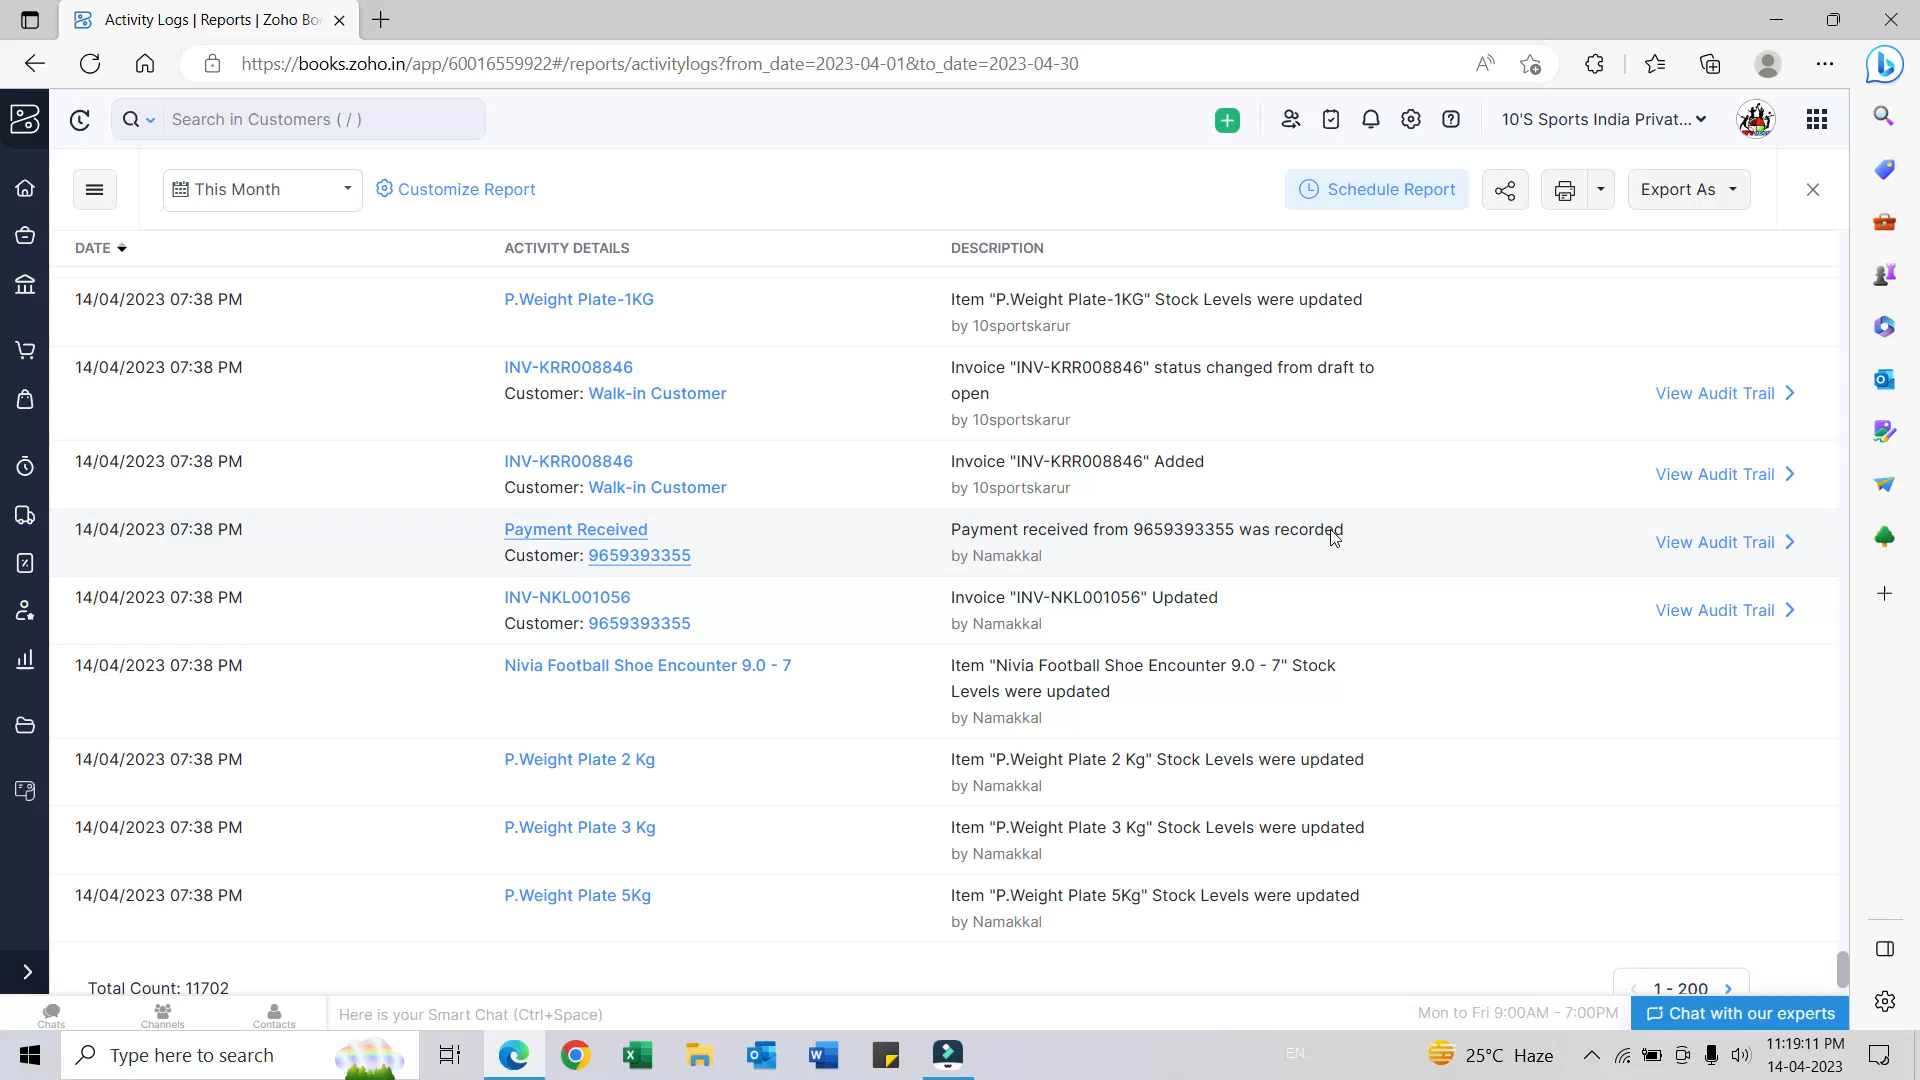 Activity Logs | Reports | Zoho Bo
https://books.zoho.in/app/60016559922#/reports/activitylogs?from_date=2023-04-01&to_date=2023-04-30
Search in Customers ( / )
10'S Sports India Privat...
This Month
Customize Report
Schedule Report
Export As
DATE
ACTIVITY DETAILS
DESCRIPTION
14/04/2023 07:38 PM
P.Weight Plate-1KG
Item "P.Weight Plate-1KG" Stock Levels were updated
by 10sportskarur
14/04/2023 07:38 PM
INV-KRR008846
Customer: Walk-in Customer
Invoice "INV-KRR008846" status changed from draft to
open
by 10sportskarur
View Audit Trail
14/04/2023 07:38 PM
INV-KRR008846
Customer: Walk-in Customer
Invoice "INV-KRR008846" Added
by 10sportskarur
View Audit Trail
14/04/2023 07:38 PM
Payment Received
Customer: 9659393355
Payment received from 9659393355 was recorded
by Namakkal
View Audit Trail
14/04/2023 07:38 PM
INV-NKL001056
Customer: 9659393355
Invoice "INV-NKL001056" Updated
by Namakkal
View Audit Trail
14/04/2023 07:38 PM
Nivia Football Shoe Encounter 9.0 - 7
Item "Nivia Football Shoe Encounter 9.0 - 7" Stock
Levels were updated
by Namakkal
14/04/2023 07:38 PM
P.Weight Plate 2 Kg
Item "P.Weight Plate 2 Kg" Stock Levels were updated
by Namakkal
14/04/2023 07:38 PM
P.Weight Plate 3 Kg
Item "P.Weight Plate 3 Kg" Stock Levels were updated
by Namakkal
14/04/2023 07:38 PM
P.Weight Plate 5Kg
Item "P.Weight Plate 5Kg" Stock Levels were updated
by Namakkal
Total Count: 11702
1 - 200
Chats
Channels
Contacts
Here is your Smart Chat (Ctrl+Space)
Mon to Fri 9:00AM - 7:00PM
Chat with our experts
Type here to search
EN
25°C Haze
11:19:11 PM
14-04-2023